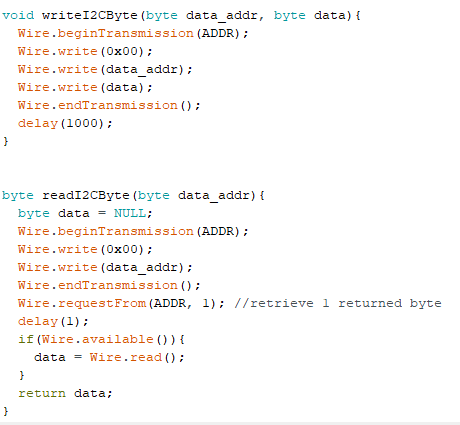 void writeI2CByte(byte data_addr, byte data){
  Wire.beginTransmission(ADDR);
  Wire.write(0x00);
  Wire.write(data_addr);
  Wire.write(data);
  Wire.endTransmission();
  delay(1000);
}
byte readI2CByte(byte data_addr){
  byte data = NULL;
  Wire.beginTransmission(ADDR);
  Wire.write(0x00);
  Wire.write(data_addr);
  Wire.endTransmission();
  Wire.requestFrom(ADDR, 1); //retrieve 1 returned byte
  delay(1);
  if(Wire.available()){
    data = Wire.read();
  }
  return data;
}